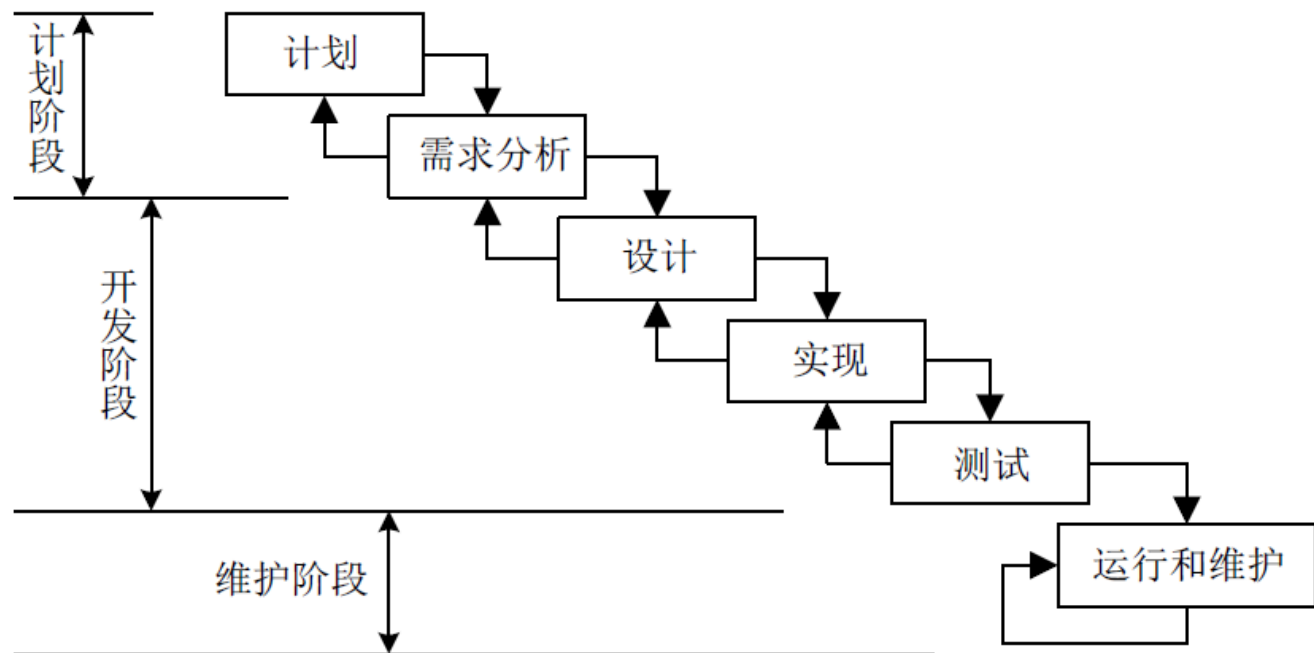 计划阶段
计划
需求分析
开发阶段
设计
实现
测试
维护阶段
运行和维护